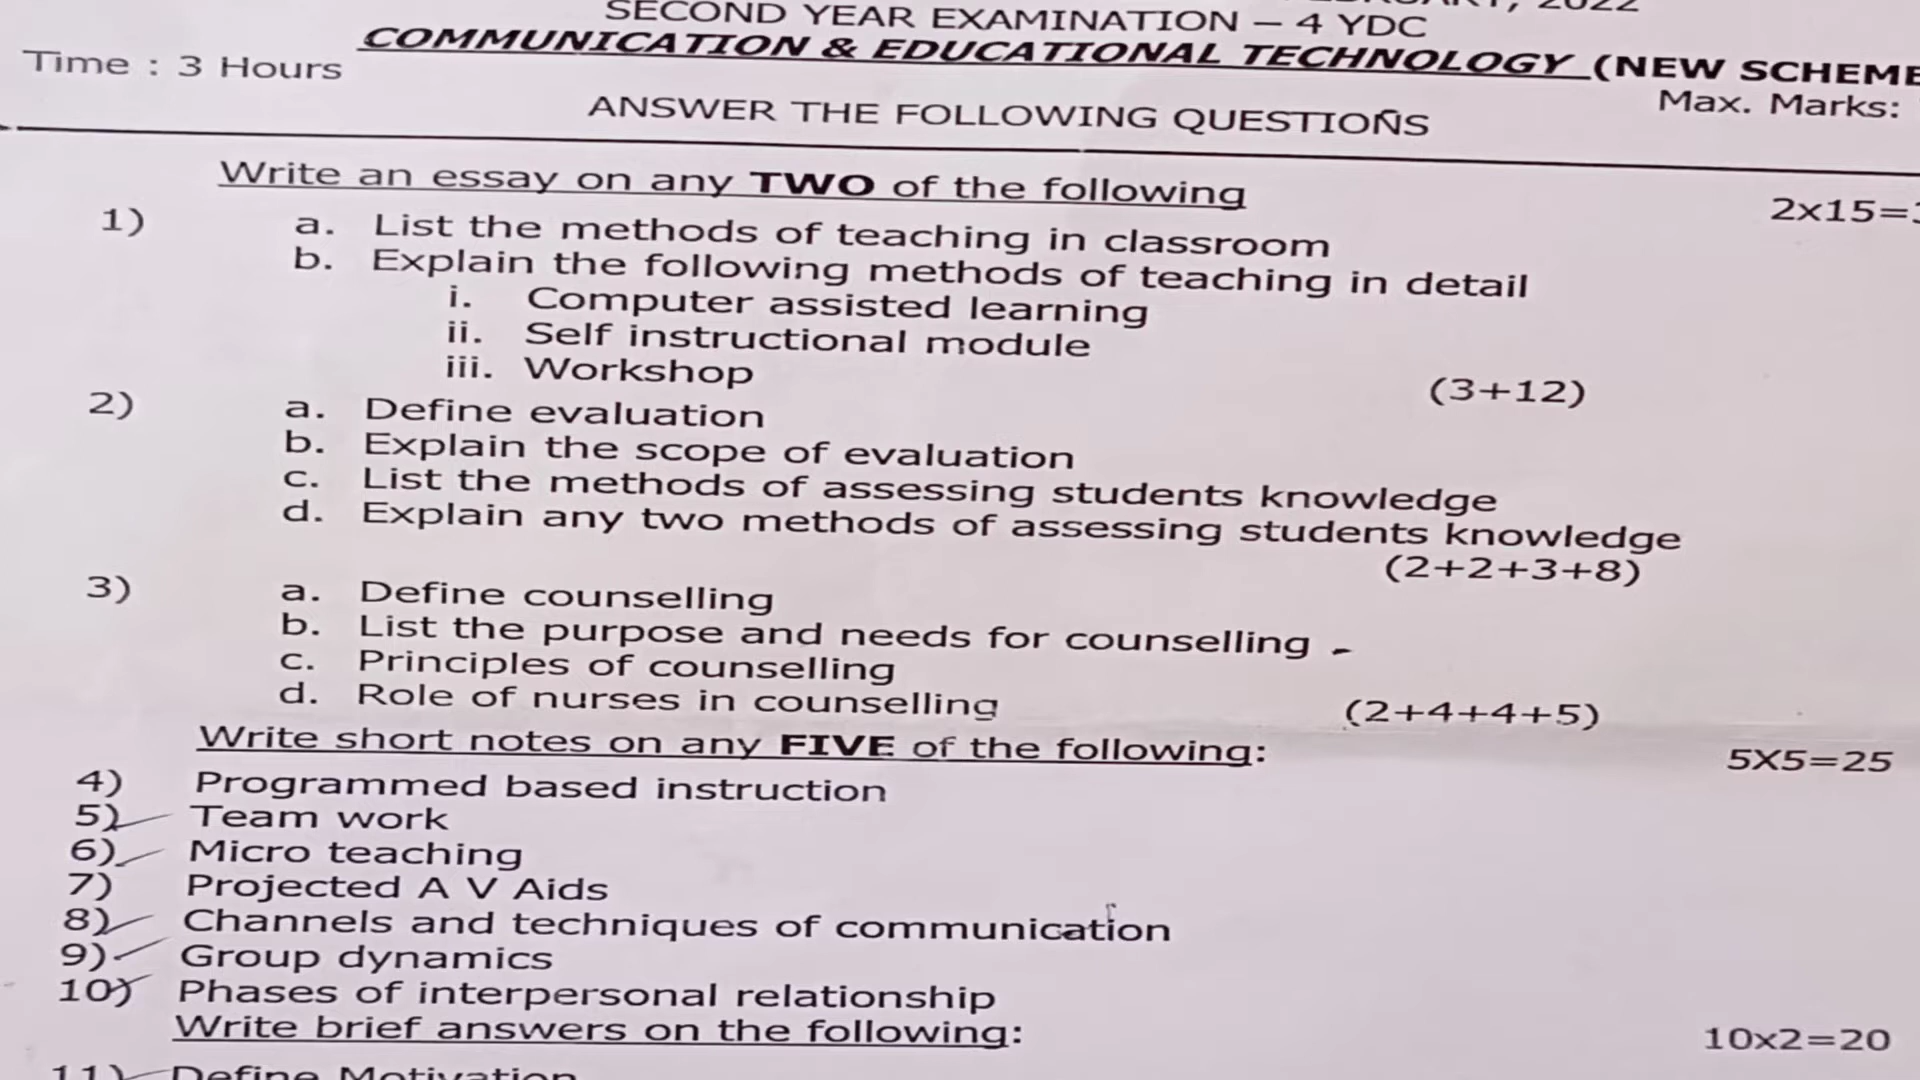 2022
SECOND YEAR EXAMINATION – 4 YDC
COMMUNICATION & EDUCATIONAL TECHNOLOGY (NEW SCHEME
Time : 3 Hours
Max. Marks:
ANSWER THE FOLLOWING QUESTIONS
Write an essay on any TWO of the following 2x15=
1) a. List the methods of teaching in classroom
b. Explain the following methods of teaching in detail
i. Computer assisted learning
ii. Self instructional module
iii. Workshop (3+12)
2) a. Define evaluation
b. Explain the scope of evaluation
c. List the methods of assessing students knowledge
d. Explain any two methods of assessing students knowledge
(2+2+3+8)
3) a. Define counselling
b. List the purpose and needs for counselling
c. Principles of counselling
d. Role of nurses in counselling (2+4+4+5)
Write short notes on any FIVE of the following: 5X5=25
4) Programmed based instruction
5) Team work
6) Micro teaching
7) Projected A V Aids
8) Channels and techniques of communication
9) Group dynamics
10) Phases of interpersonal relationship
Write brief answers on the following: 10x2=20
11) Define Motivation